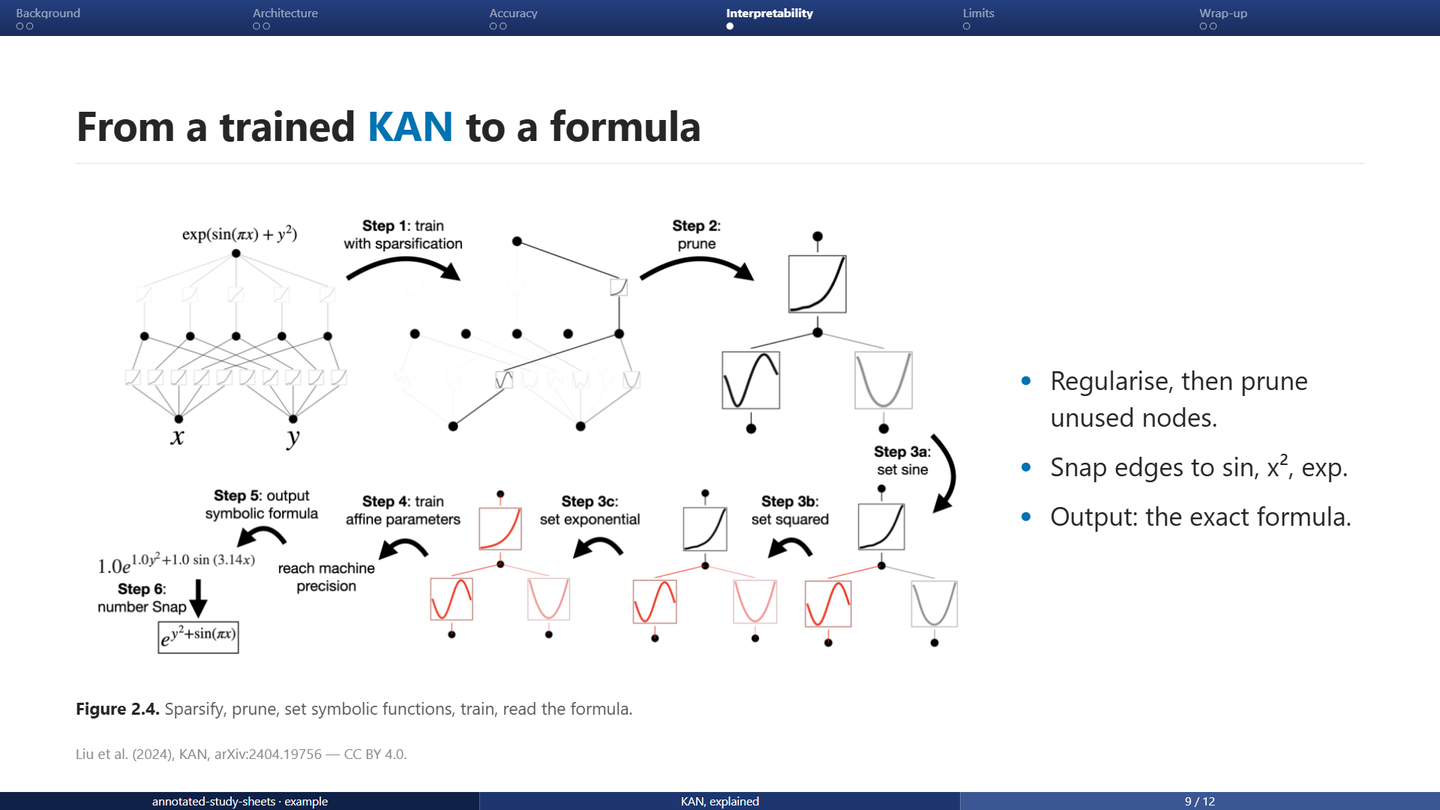 Background
Architecture
Accuracy
Interpretability
Limits
Wrap-up
From a trained KAN to a formula
exp(sin(πx) + y²)
Step 1: train
with sparsification
Step 2:
prune
x
y
Step 3a:
set sine
Step 5: output
symbolic formula
Step 4: train
affine parameters
Step 3c:
set exponential
Step 3b:
set squared
1.0e^{1.0y²+1.0 sin (3.14x)}
reach machine
precision
Step 6:
number Snap
e^{y²+sin(πx)}
• Regularise, then prune
unused nodes.
• Snap edges to sin, x², exp.
• Output: the exact formula.
Figure 2.4. Sparsify, prune, set symbolic functions, train, read the formula.
Liu et al. (2024), KAN, arXiv:2404.19756 — CC BY 4.0.
annotated-study-sheets · example
KAN, explained
9 / 12